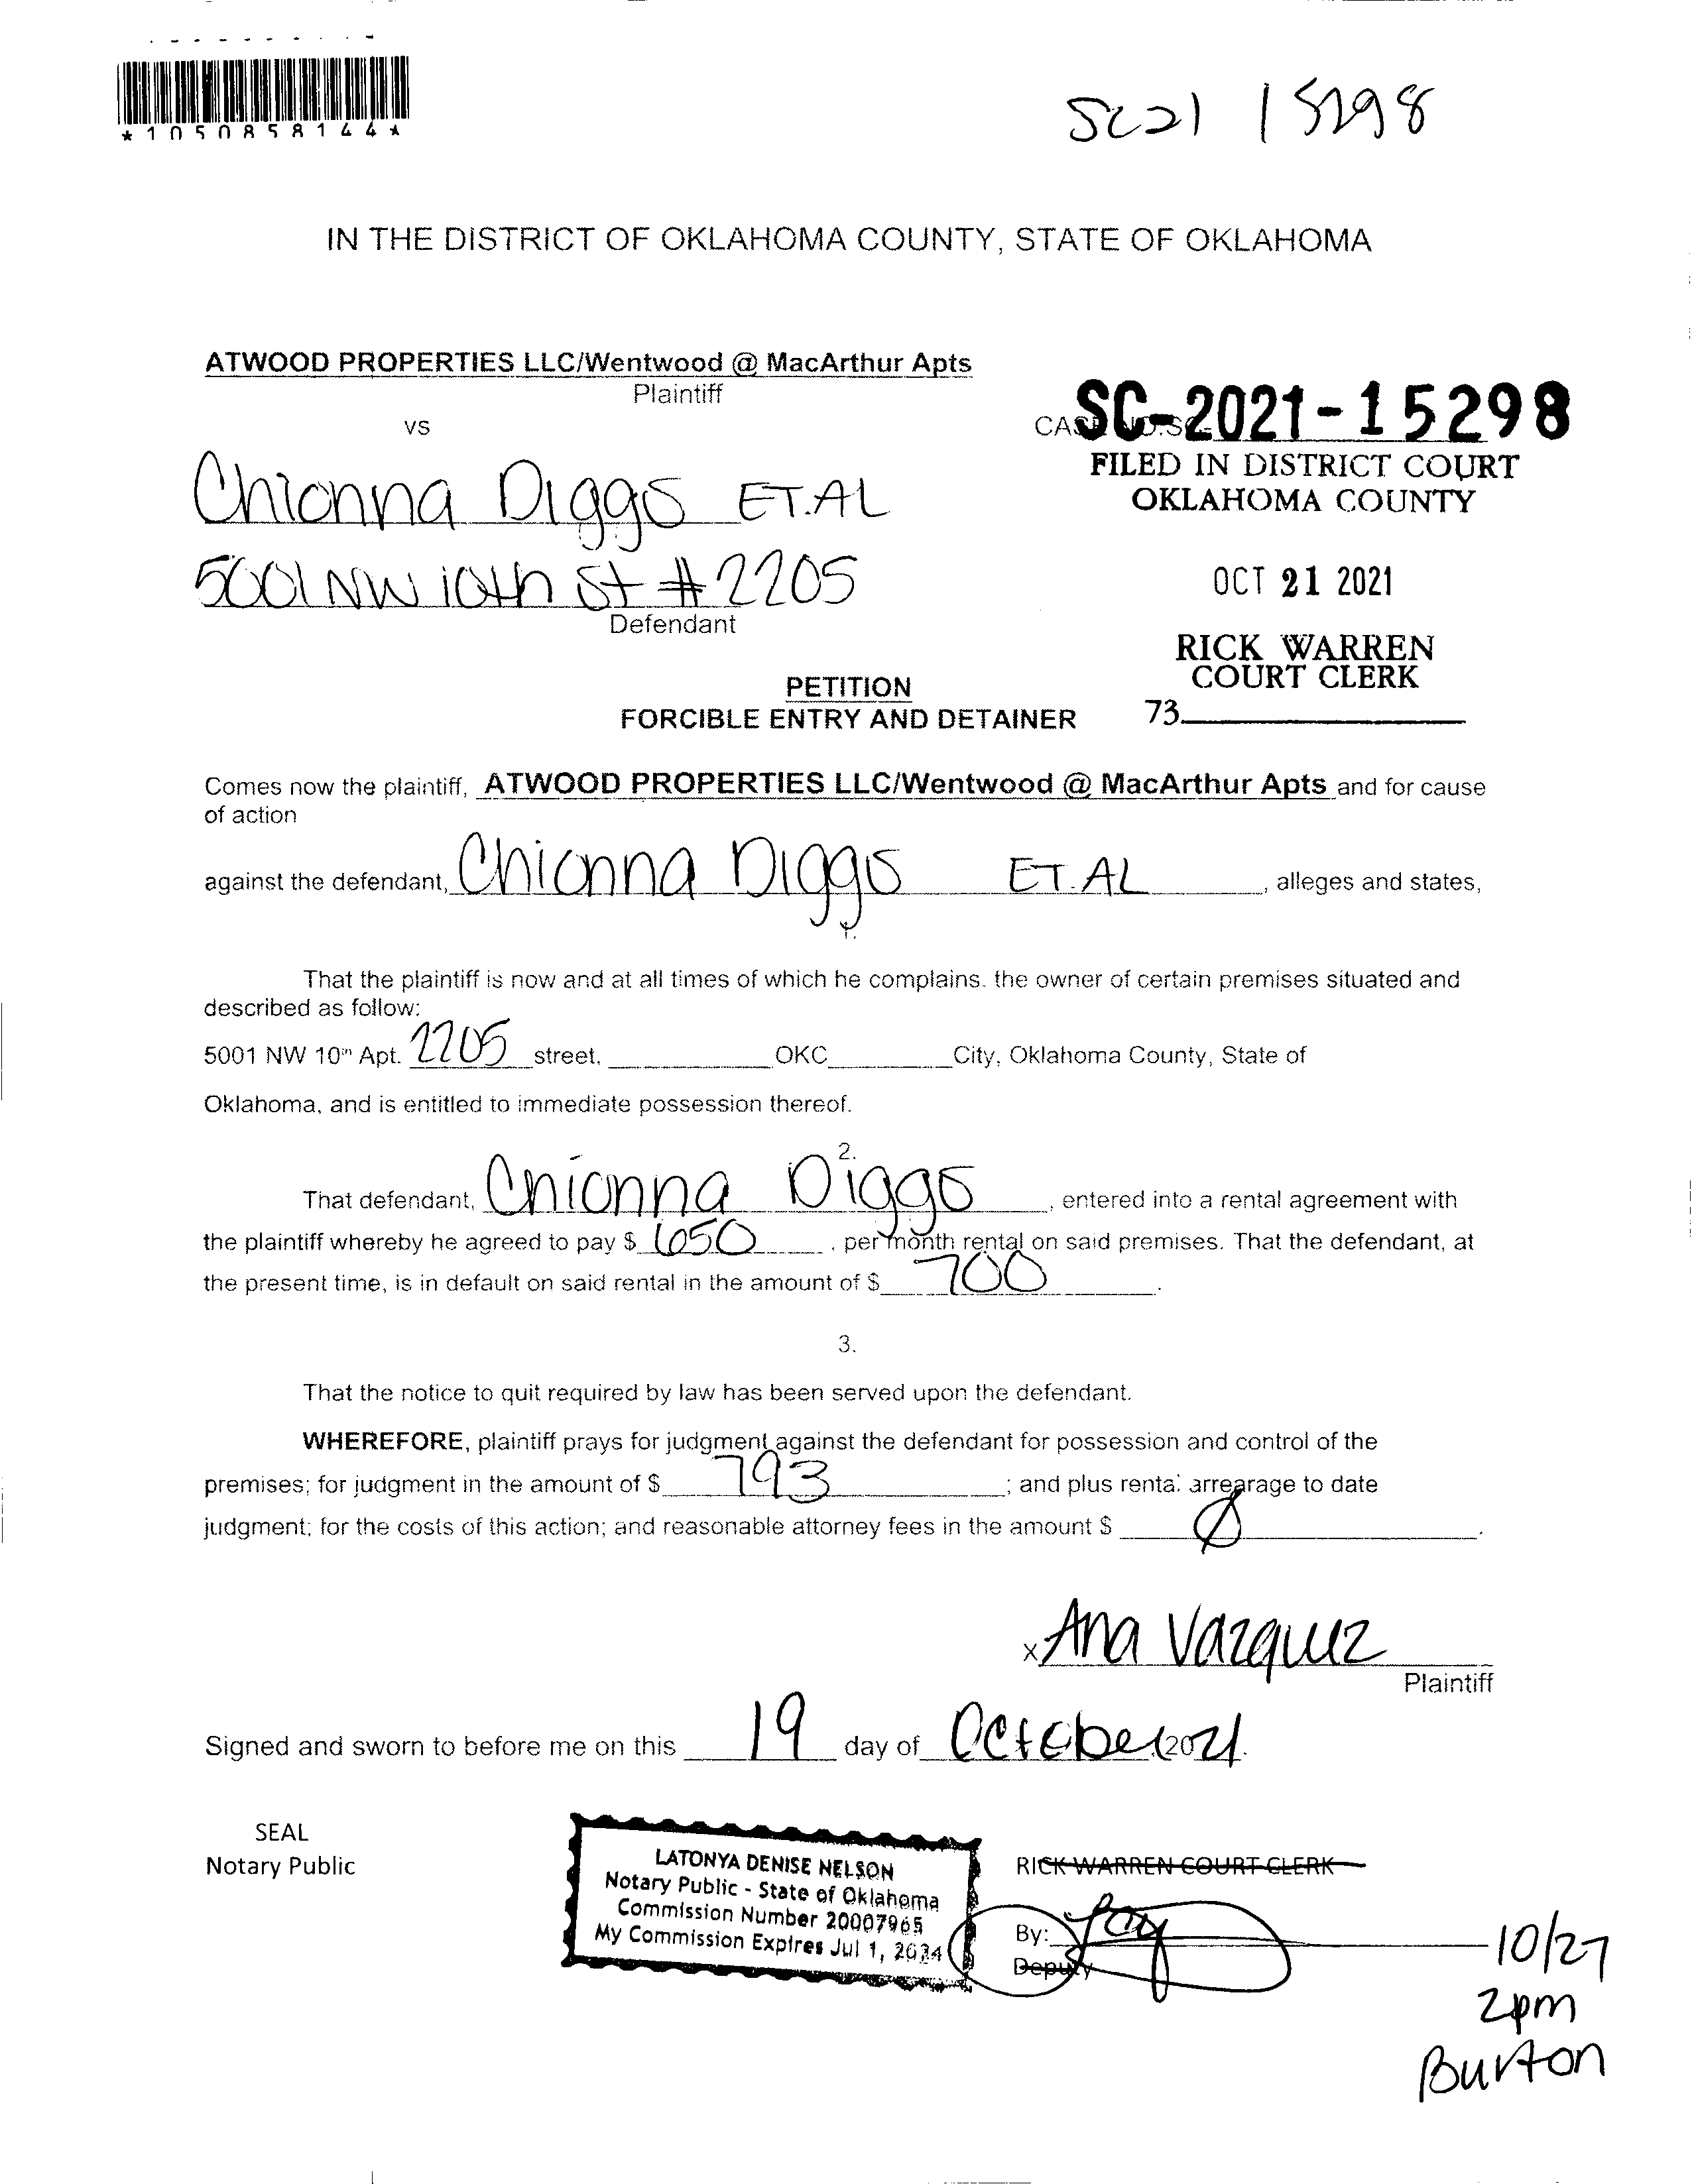 *1050858144*
SC21 15298
IN THE DISTRICT OF OKLAHOMA COUNTY, STATE OF OKLAHOMA
ATWOOD PROPERTIES LLC/Wentwood @ MacArthur Apts
Plaintiff
vs
CASE NO.SC-
SC-2021-15298
FILED IN DISTRICT COURT
OKLAHOMA COUNTY
Chionna Diggs ET.AL
5001 NW 10th St # 2205
Defendant
OCT 21 2021
RICK WARREN
COURT CLERK
73
PETITION
FORCIBLE ENTRY AND DETAINER
Comes now the plaintiff, ATWOOD PROPERTIES LLC/Wentwood @ MacArthur Apts and for cause
of action
against the defendant, Chionna Diggs ET.AL, alleges and states,
1.
That the plaintiff is now and at all times of which he complains. the owner of certain premises situated and
described as follow:
5001 NW 10th Apt. 2205 street, OKC City, Oklahoma County, State of
Oklahoma, and is entitled to immediate possession thereof.
2.
That defendant, Chionna Diggs, entered into a rental agreement with
the plaintiff whereby he agreed to pay $ 650, per month rental on said premises. That the defendant, at
the present time, is in default on said rental in the amount of $ 700.
3.
That the notice to quit required by law has been served upon the defendant.
WHEREFORE, plaintiff prays for judgment against the defendant for possession and control of the
premises; for judgment in the amount of $ 793; and plus rental arrearage to date
judgment; for the costs of this action; and reasonable attorney fees in the amount $ Ø.
x Ana Vazquez
Plaintiff
Signed and sworn to before me on this 19 day of October, 2021.
SEAL
Notary Public
LATONYA DENISE NELSON
Notary Public - State of Oklahoma
Commission Number 20007965
My Commission Expires Jul 1, 2024
RICK WARREN COURT CLERK
By:
Deputy
10/27
2pm
Burton